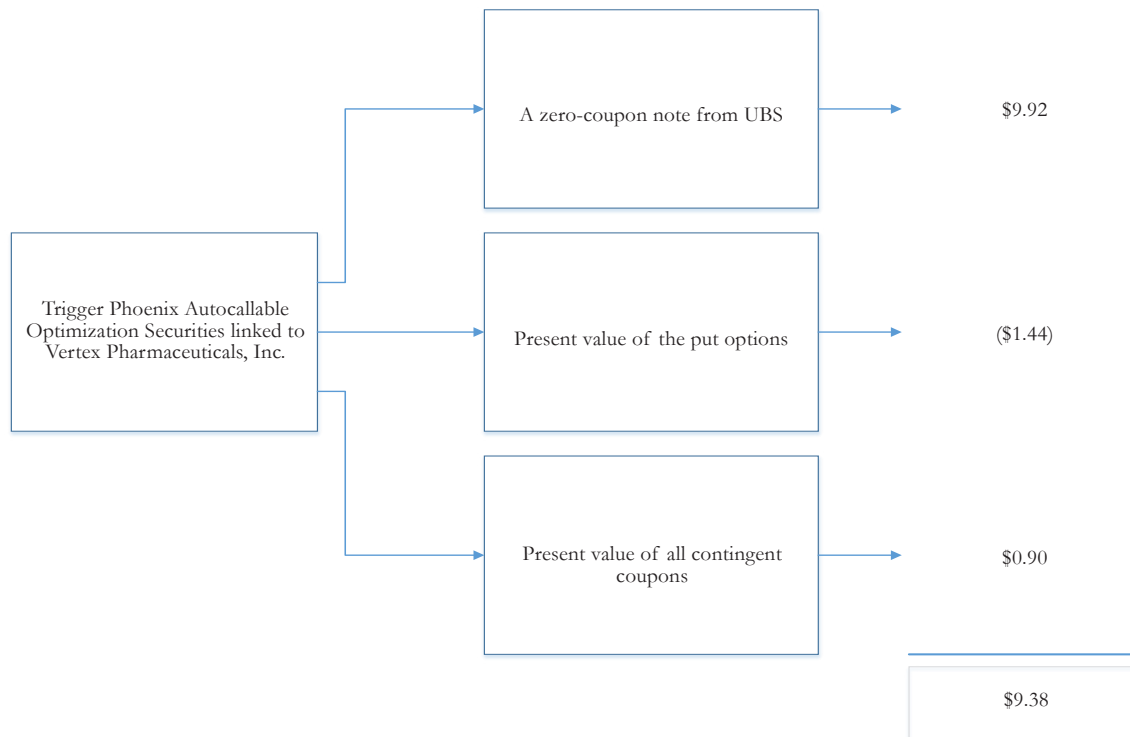 A zero-coupon note from UBS
$9.92
Trigger Phoenix Autocallable
Optimization Securities linked to
Vertex Pharmaceuticals, Inc.
Present value of the put options
($1.44)
Present value of all contingent
coupons
$0.90
$9.38